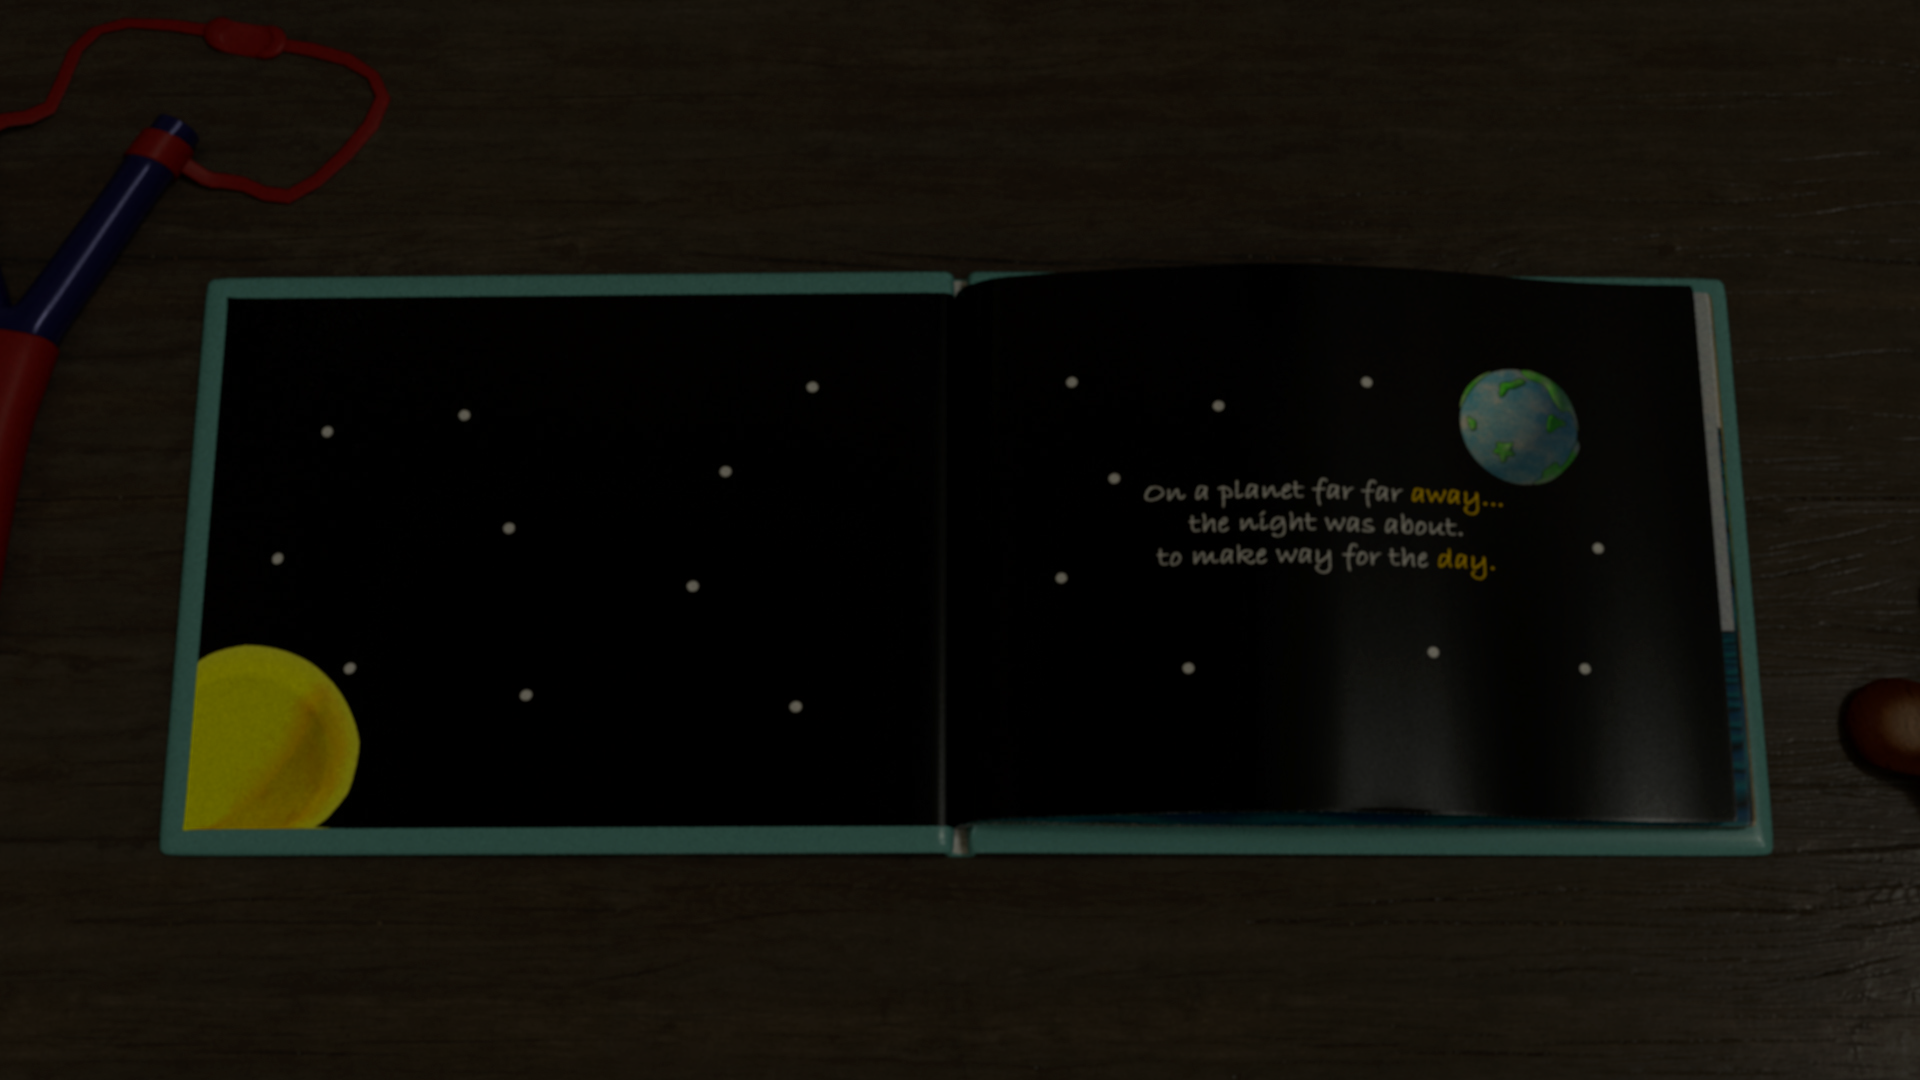 On a planet far far away...
the night was about.
to make way for the day.